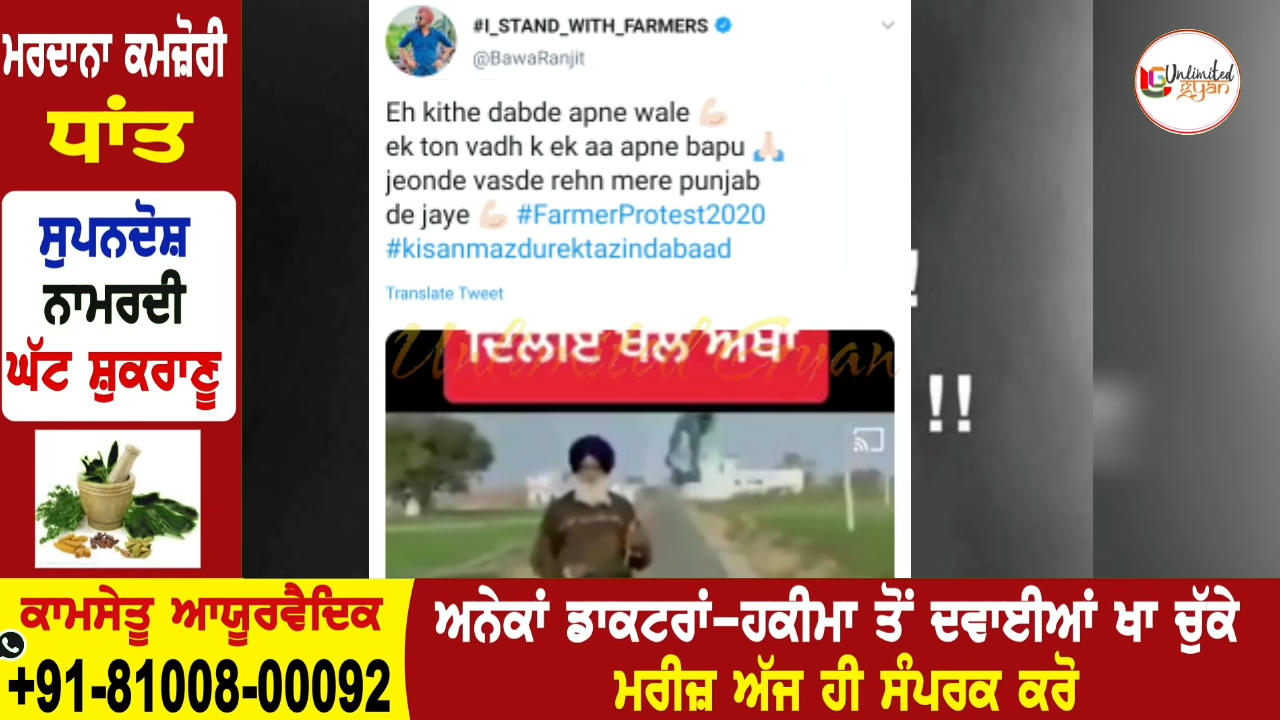 ਮਰਦਾਨਾ ਕਮਜ਼ੋਰੀ
ਧਾਂਤ
ਸੁਪਨਦੋਸ਼
ਨਾਮਰਦੀ
ਘੱਟ ਸ਼ੁਕਰਾਣੂ
#I_STAND_WITH_FARMERS
@BawaRanjit
Eh kithe dabde apne wale 💪🏻
ek ton vadh k ek aa apne bapu 🙏🏻
jeonde vasde rehn mere punjab
de jaye 💪🏻 #FarmerProtest2020
#kisanmazdurektazindabaad
Translate Tweet
Unlimited Gyan
!
!!
Unlimited
gyan
ਕਾਮਸੇਤੂ ਆਯੂਰਵੈਦਿਕ
+91-81008-00092
ਅਨੇਕਾਂ ਡਾਕਟਰਾਂ-ਹਕੀਮਾ ਤੋਂ ਦਵਾਈਆਂ ਖਾ ਚੁੱਕੇ
ਮਰੀਜ਼ ਅੱਜ ਹੀ ਸੰਪਰਕ ਕਰੋ